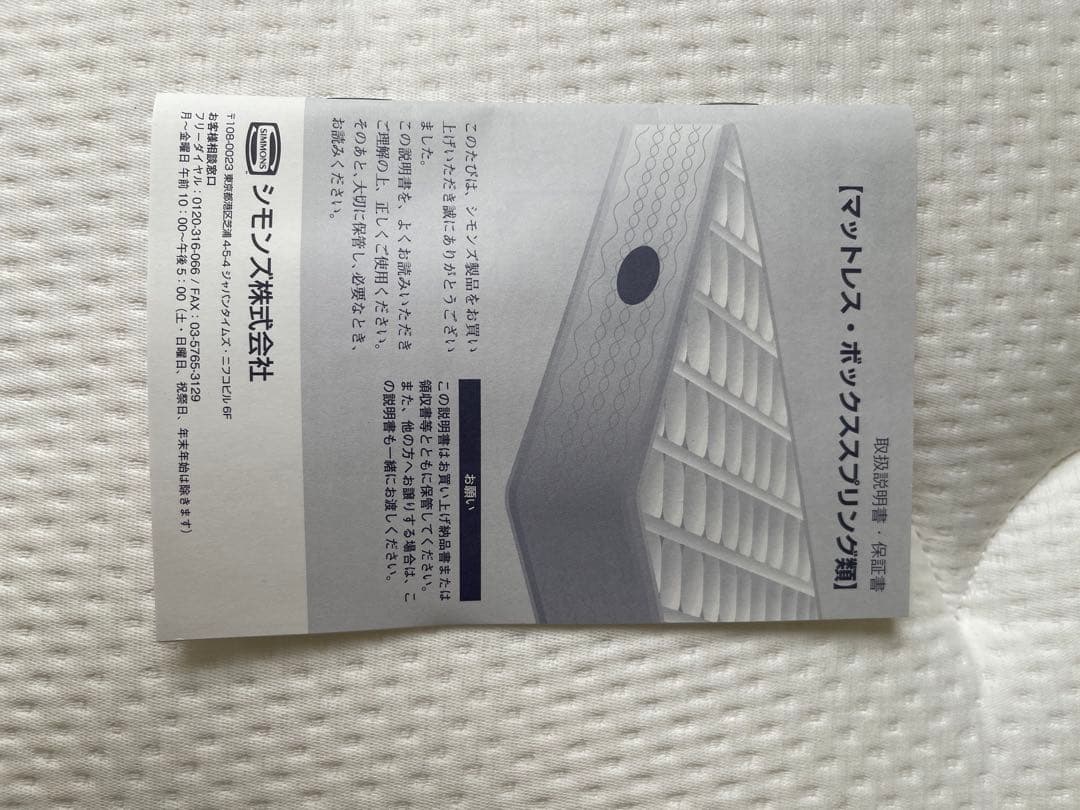 取扱説明書・保証書
【マットレス・ボックススプリング類】
このたびは、シモンズ製品をお買い
上げいただき誠にありがとうござい
ました。
この説明書を、よくお読みいただき
ご理解の上、正しくご使用ください。
そのあと、大切に保管し、必要なとき、
お読みください。
お願い
この説明書はお買い上げ納品書または
領収書等とともに保管してください。
また、他の方へお譲りする場合は、こ
の説明書も一緒にお渡しください。
SIMMONS
シモンズ株式会社
〒108-0023 東京都港区芝浦 4-5-4 ジャパンタイムズ・ニフコビル 6F
お客様相談窓口
フリーダイヤル：0120-316-066 / FAX：03-5765-3129
月〜金曜日 午前 10：00〜午後 5：00（土・日曜日、祝祭日、年末年始は除きます）